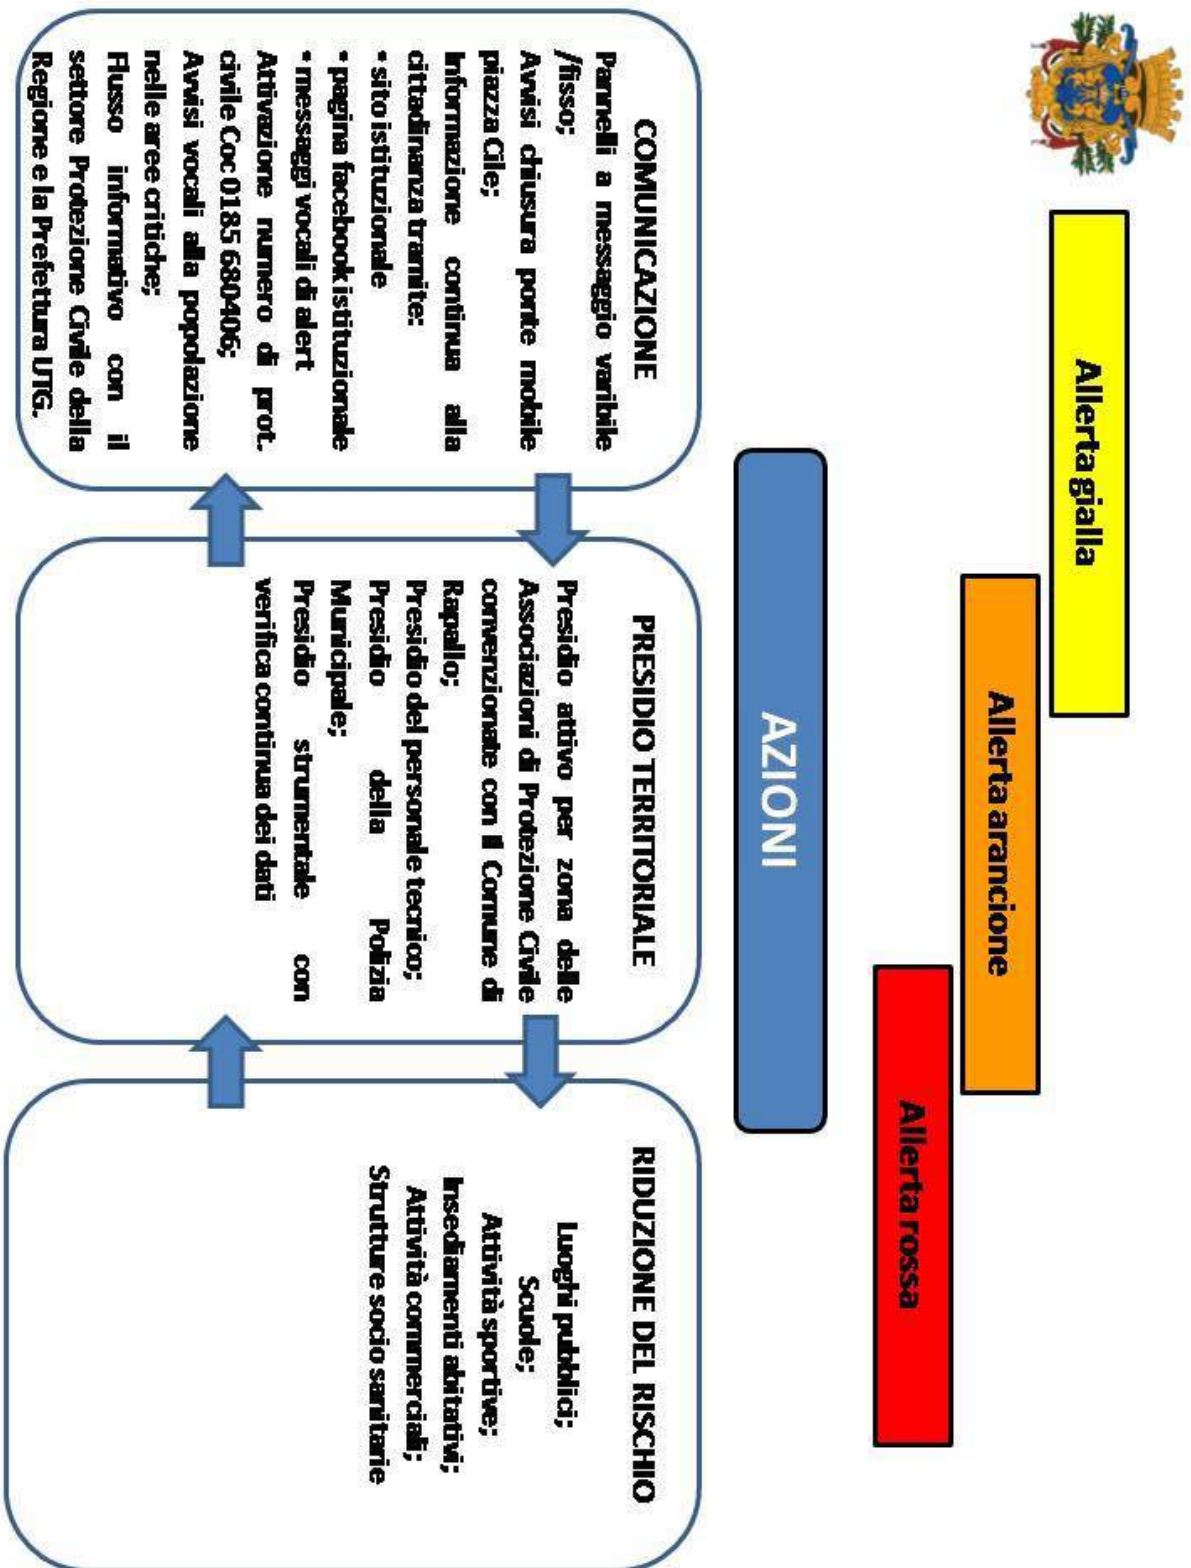 Allerta gialla
Allerta arancione
Allerta rossa
AZIONI
COMUNICAZIONE
Pannelli a messaggio varibile
/fisso;
Avvisi chiusura ponte mobile
piazza Cile;
Informazione continua alla
cittadinanza tramite:
• sito istituzionale
• pagina facebook istituzionale
• messaggi vocali di alert
Attivazione numero di prot.
civile Coc 0185 680406;
Avvisi vocali alla popolazione
nelle aree critiche;
Flusso informativo con il
settore Protezione Civile della
Regione e la Prefettura UTG.
PRESIDIO TERRITORIALE
Presidio attivo per zona delle
Associazioni di Protezione Civile
convenzionate con il Comune di
Rapallo;
Presidio del personale tecnico;
Presidio della Polizia
Municipale;
Presidio strumentale con
verifica continua dei dati
RIDUZIONE DEL RISCHIO
Luoghi pubblici;
Scuole;
Attività sportive;
Insediamenti abitativi;
Attività commerciali;
Strutture socio sanitarie